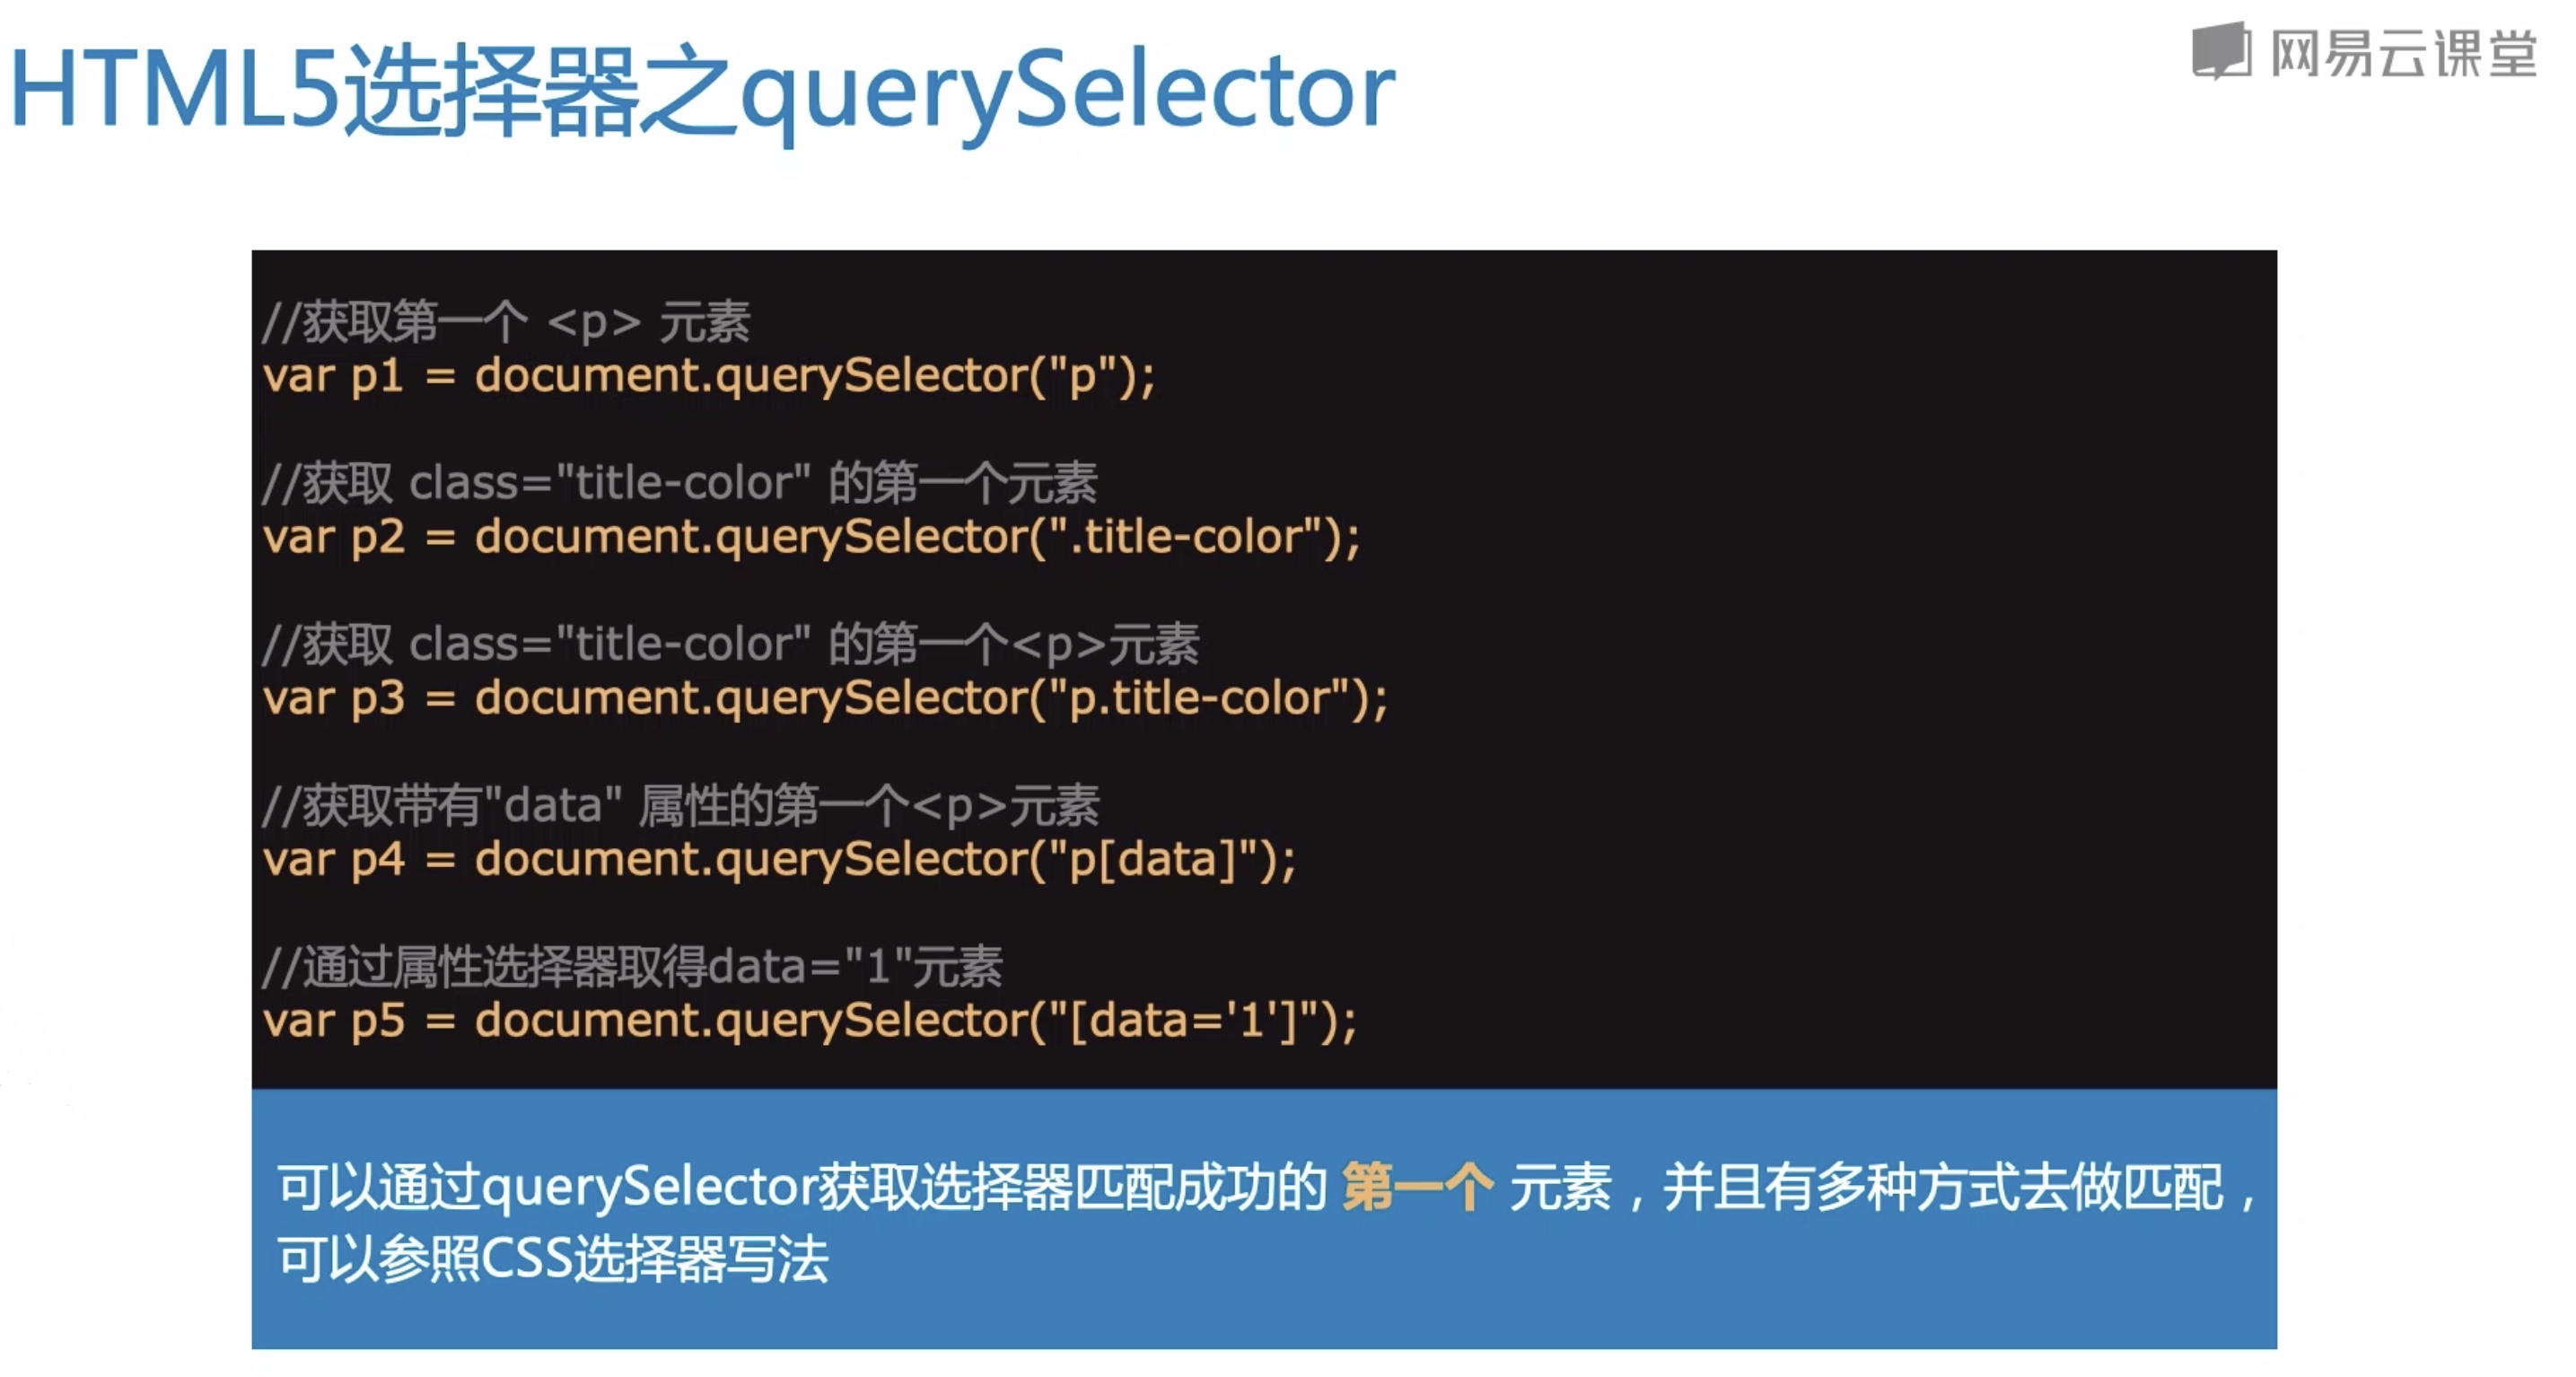 HTML5选择器之querySelector
网易云课堂
//获取第一个 <p> 元素
var p1 = document.querySelector("p");
//获取 class="title-color" 的第一个元素
var p2 = document.querySelector(".title-color");
//获取 class="title-color" 的第一个<p>元素
var p3 = document.querySelector("p.title-color");
//获取带有"data" 属性的第一个<p>元素
var p4 = document.querySelector("p[data]");
//通过属性选择器取得data="1"元素
var p5 = document.querySelector("[data='1']");
可以通过querySelector获取选择器匹配成功的 第一个 元素，并且有多种方式去做匹配，
可以参照CSS选择器写法